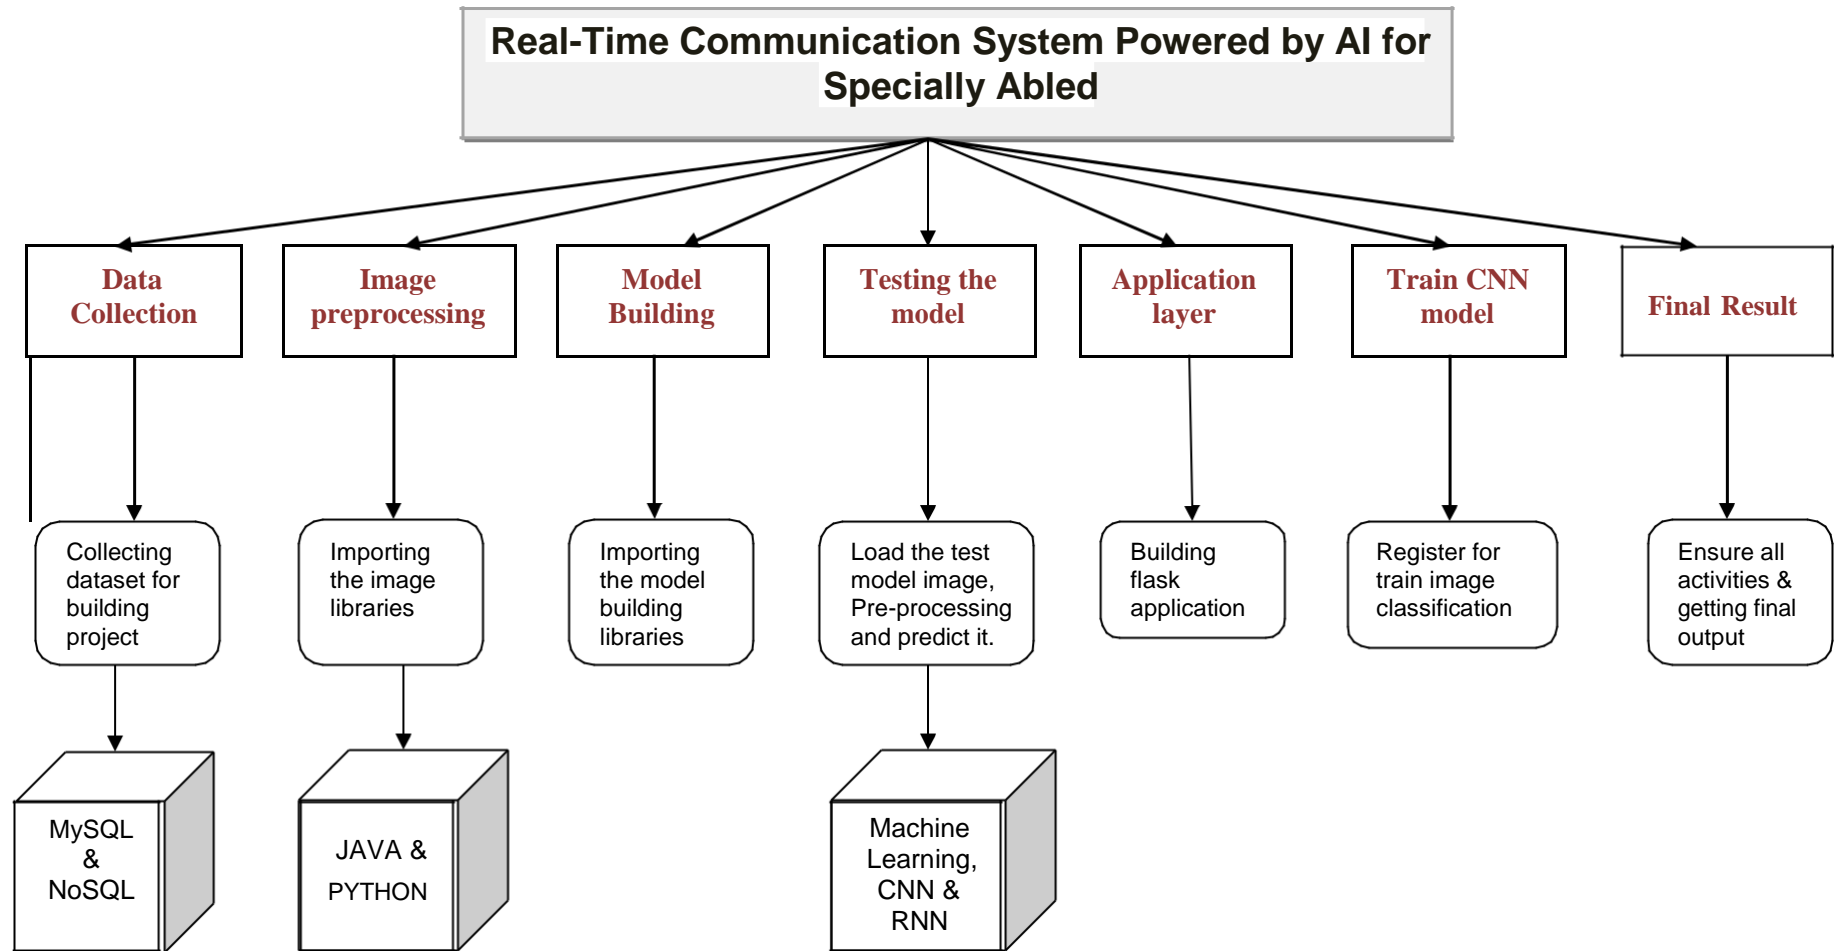 Real-Time Communication System Powered by AI for
Specially Abled
Data
Collection
Image
preprocessing
Model
Building
Testing the
model
Application
layer
Train CNN
model
Final Result
Collecting
dataset for
building
project
Importing
the image
libraries
Importing
the model
building
libraries
Load the test
model image,
Pre-processing
and predict it.
Building
flask
application
Register for
train image
classification
Ensure all
activities &
getting final
output
MySQL
&
NoSQL
JAVA &
PYTHON
Machine
Learning,
CNN &
RNN